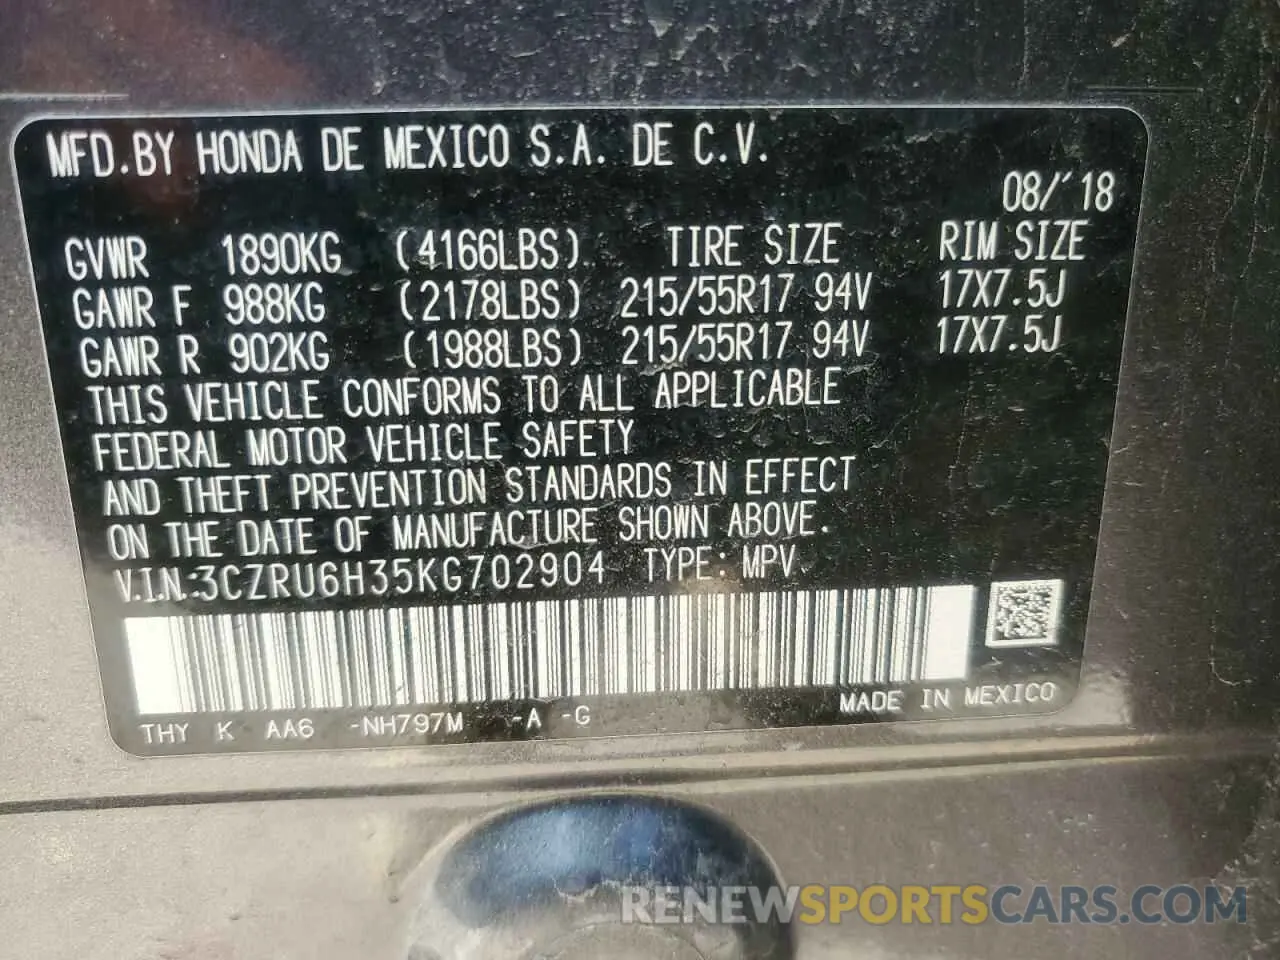 MFD.BY HONDA DE MEXICO S.A. DE C.V.
08/'18
GVWR 1890KG (4166LBS) TIRE SIZE RIM SIZE
GAWR F 988KG (2178LBS) 215/55R17 94V 17X7.5J
GAWR R 902KG (1988LBS) 215/55R17 94V 17X7.5J
THIS VEHICLE CONFORMS TO ALL APPLICABLE
FEDERAL MOTOR VEHICLE SAFETY
AND THEFT PREVENTION STANDARDS IN EFFECT
ON THE DATE OF MANUFACTURE SHOWN ABOVE.
V.I.N.:3CZRU6H35KG702904 TYPE: MPV
THY K AA6 -NH797M -A -G MADE IN MEXICO
RENEWSPORTSCARS.COM